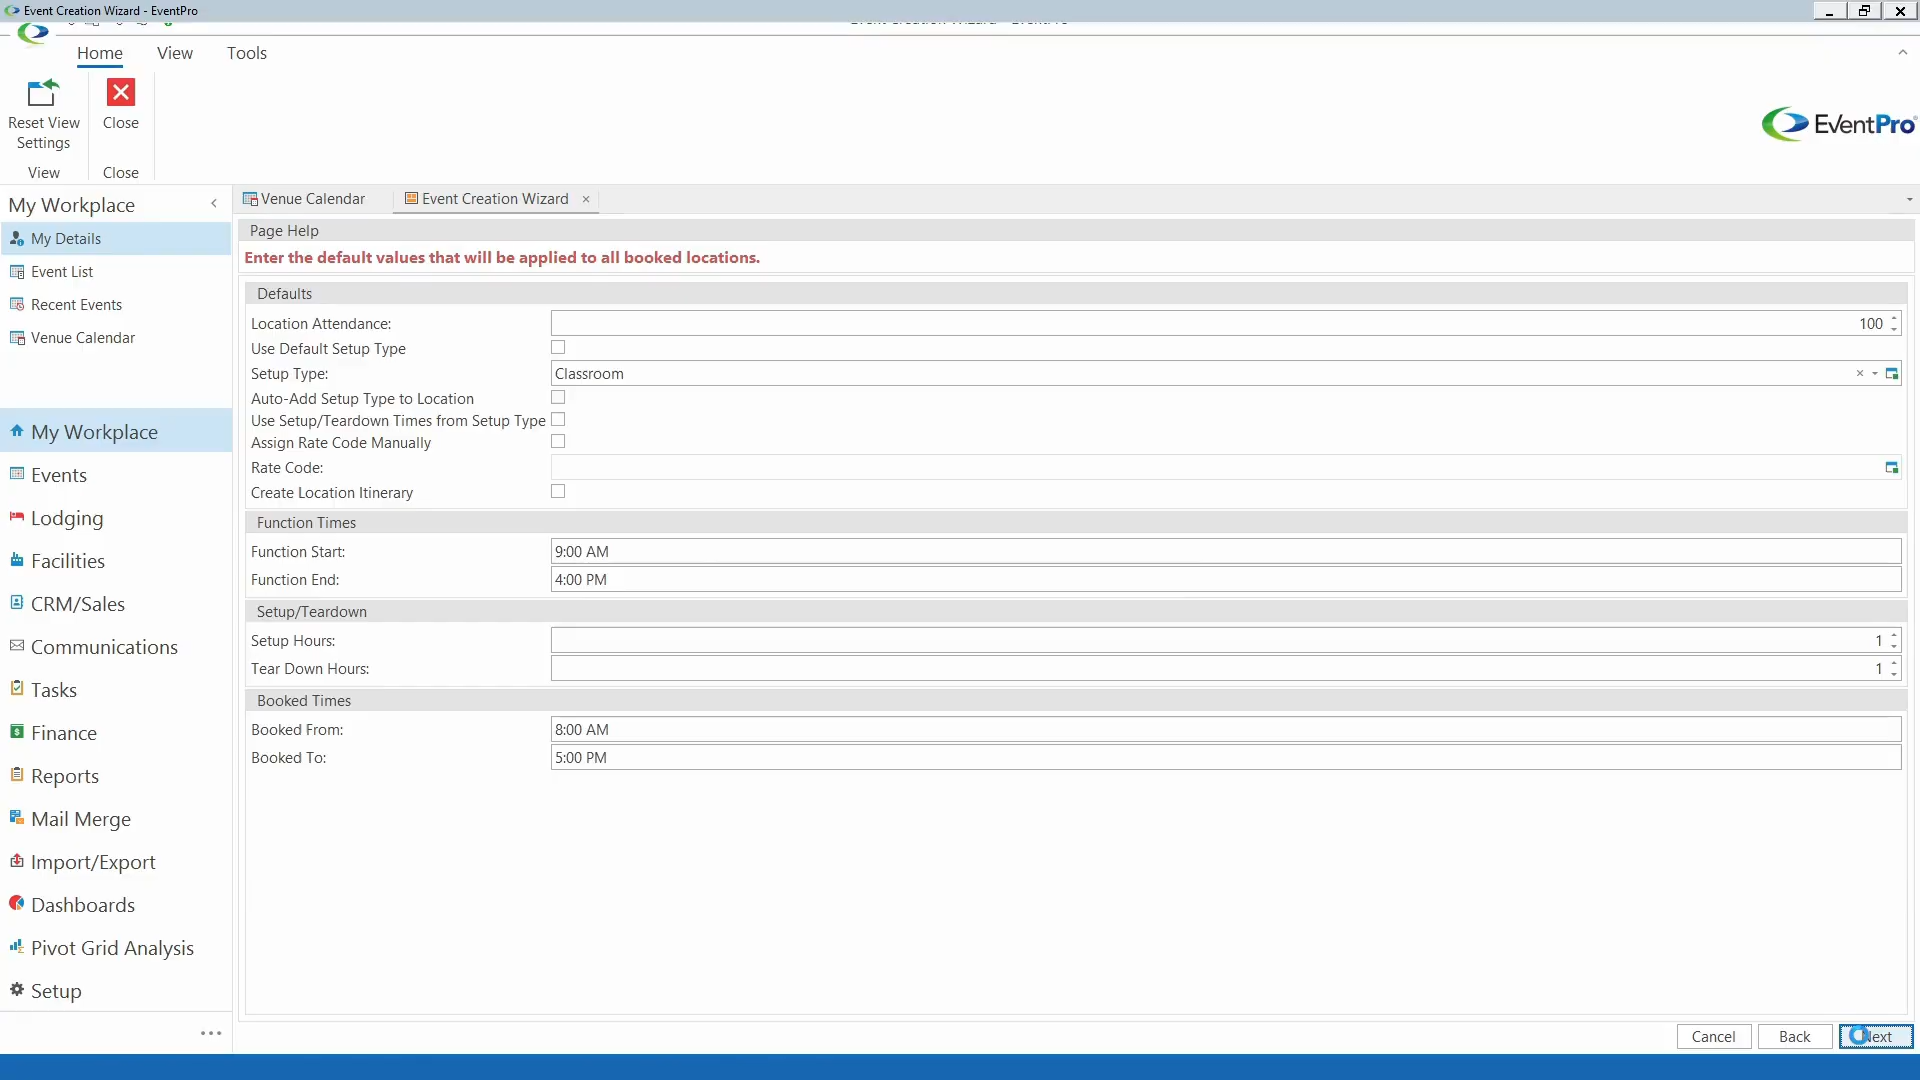 Event Creation Wizard - EventPro
Home View Tools
Reset View Settings
Close
View
Close
EventPro
My Workplace
My Details
Event List
Recent Events
Venue Calendar
My Workplace
Events
Lodging
Facilities
CRM/Sales
Communications
Tasks
Finance
Reports
Mail Merge
Import/Export
Dashboards
Pivot Grid Analysis
Setup
Venue Calendar
Event Creation Wizard
Page Help
Enter the default values that will be applied to all booked locations.
Defaults
Location Attendance: 100
Use Default Setup Type
Setup Type: Classroom
Auto-Add Setup Type to Location
Use Setup/Teardown Times from Setup Type
Assign Rate Code Manually
Rate Code:
Create Location Itinerary
Function Times
Function Start: 9:00 AM
Function End: 4:00 PM
Setup/Teardown
Setup Hours: 1
Tear Down Hours: 1
Booked Times
Booked From: 8:00 AM
Booked To: 5:00 PM
Cancel Back Next